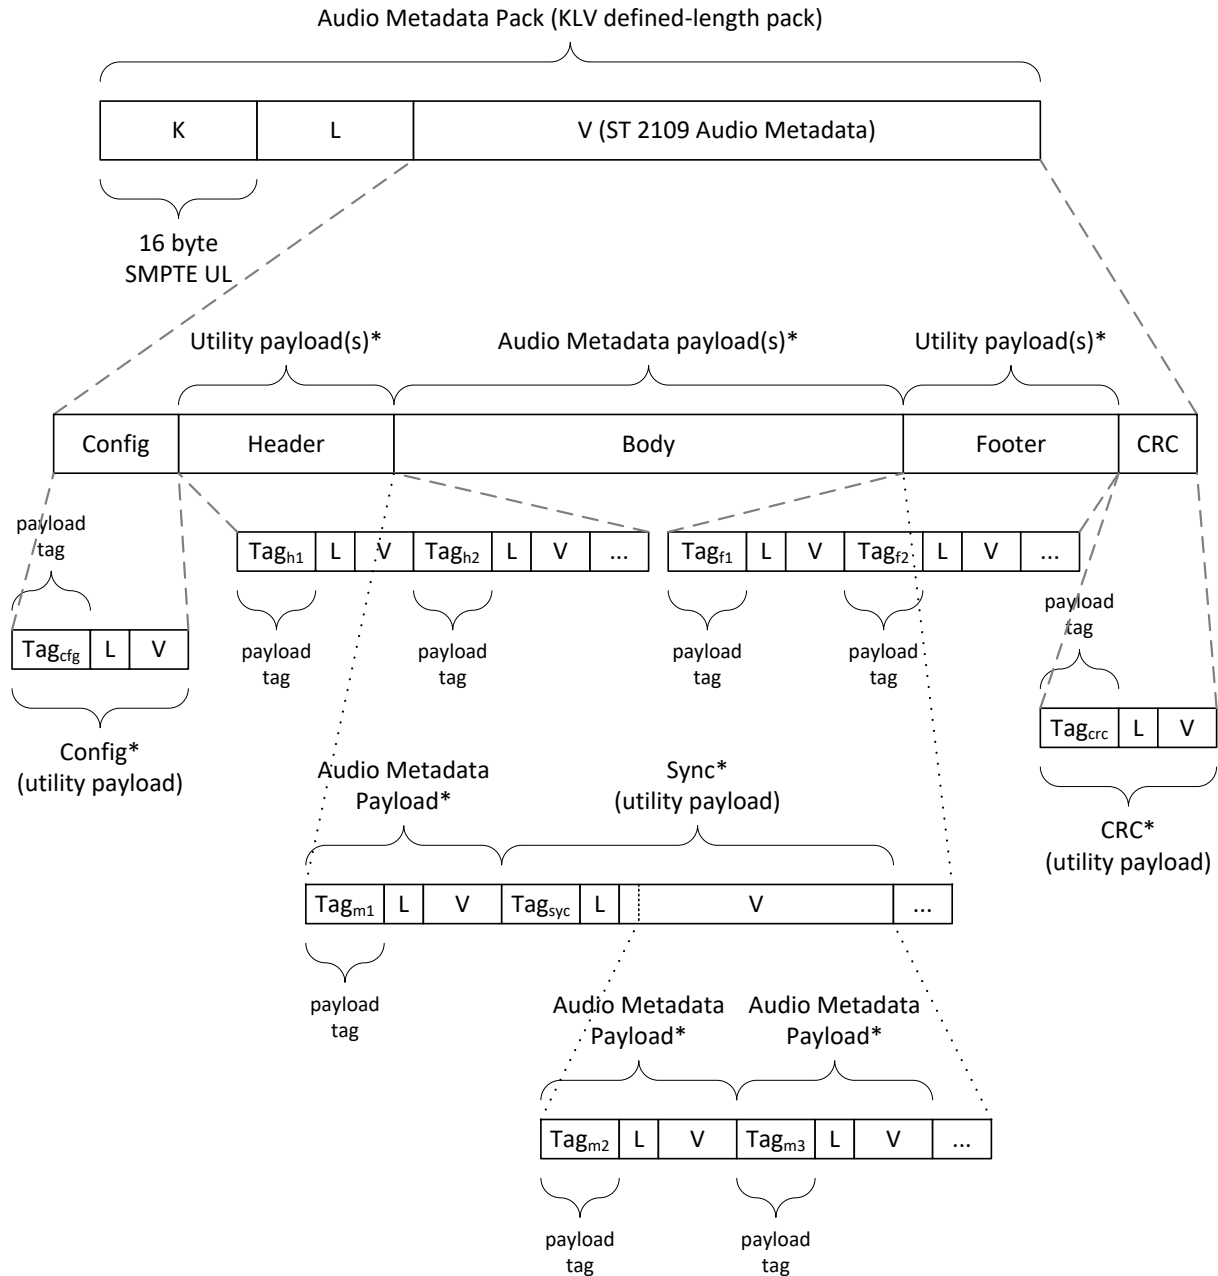 Audio Metadata Pack (KLV defined-length pack)
K L V (ST 2109 Audio Metadata)
16 byte
SMPTE UL
Utility payload(s)* Audio Metadata payload(s)* Utility payload(s)*
Config Header Body Footer CRC
payload
tag
Tagh1 L V Tagh2 L V ...
Tagf1 L V Tagf2 L V ...
payload
tag
payload
tag
payload
tag
payload
tag
payload
tag
Tagcfg L V
Config*
(utility payload)
Tagcrc L V
CRC*
(utility payload)
Audio Metadata
Payload*
Sync*
(utility payload)
Tagm1 L V Tagsyc L V ...
payload
tag
Audio Metadata
Payload*
Audio Metadata
Payload*
Tagm2 L V Tagm3 L V ...
payload
tag
payload
tag